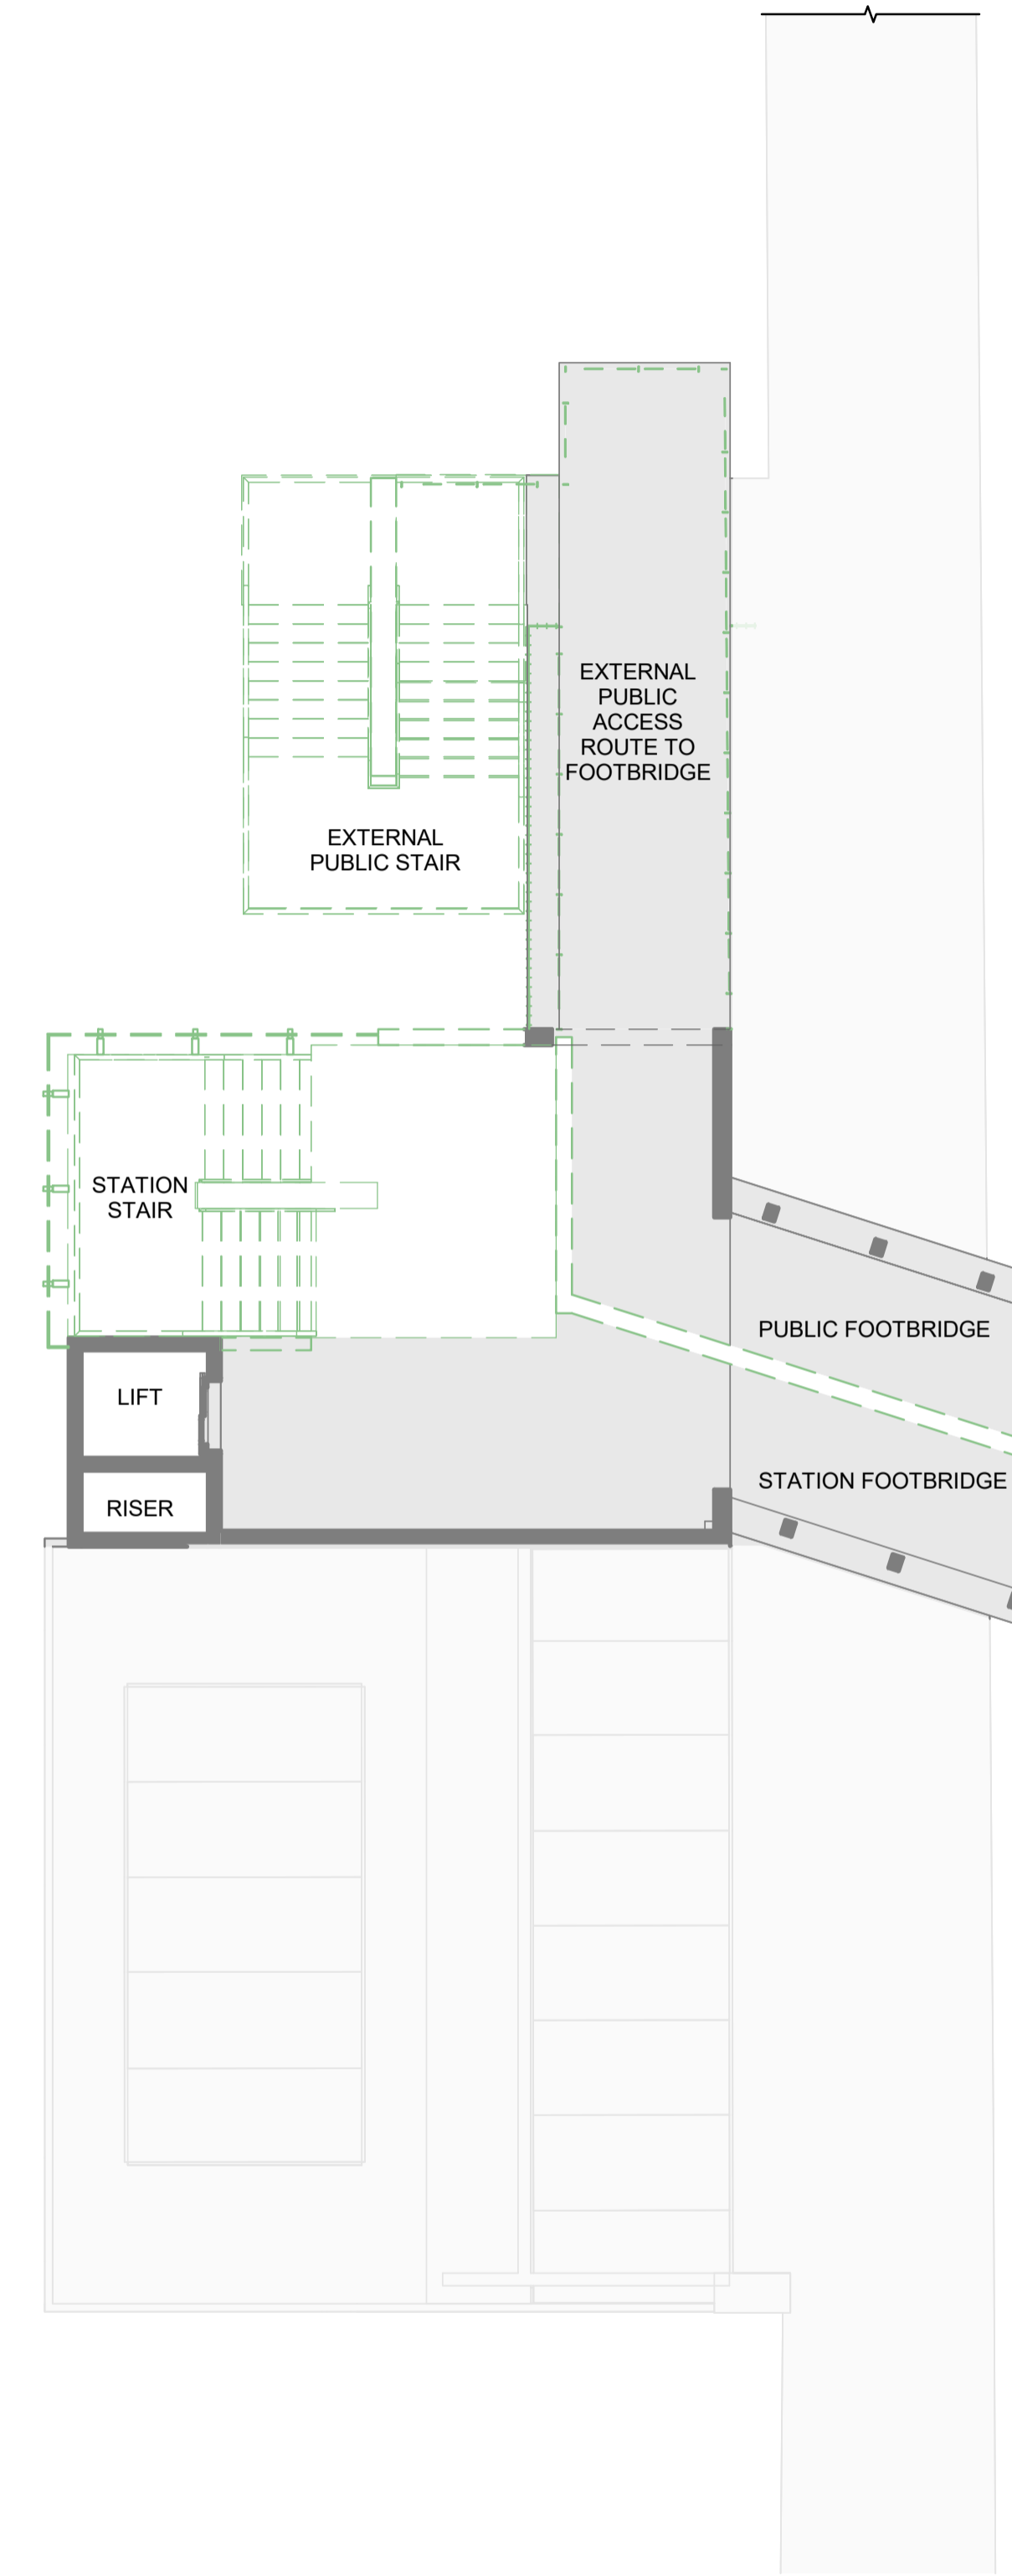 EXTERNAL
PUBLIC
ACCESS
ROUTE TO
FOOTBRIDGE
EXTERNAL
PUBLIC STAIR
STATION
STAIR
PUBLIC FOOTBRIDGE
LIFT
STATION FOOTBRIDGE
RISER